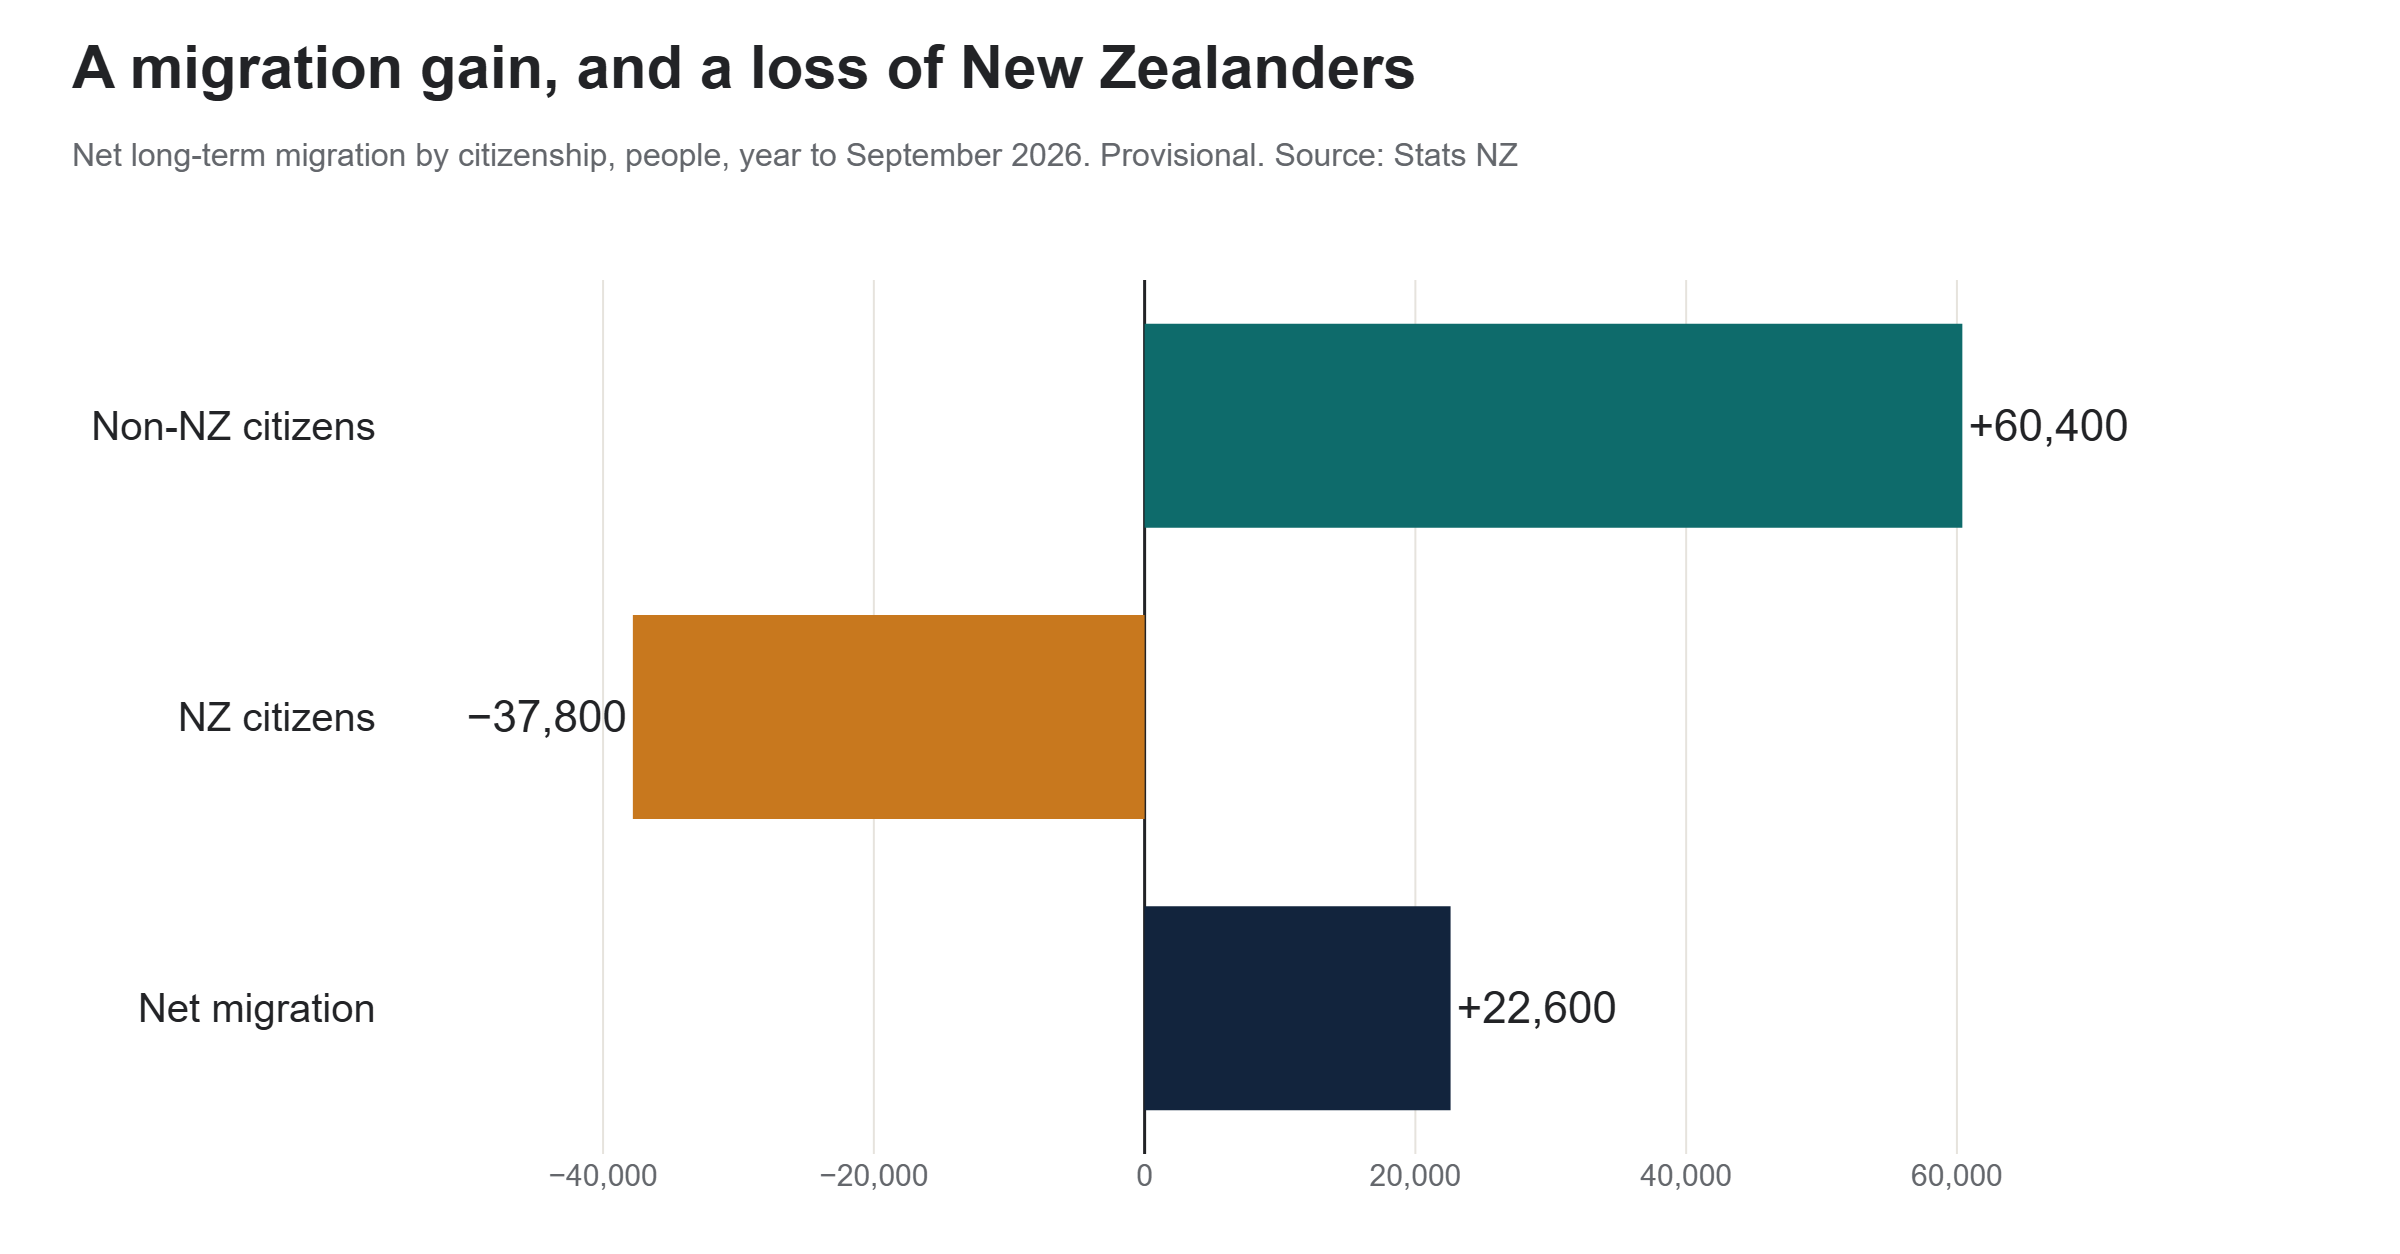 A migration gain, and a loss of New Zealanders
Net long-term migration by citizenship, people, year to September 2026. Provisional. Source: Stats NZ
Non-NZ citizens
+60,400
NZ citizens
−37,800
Net migration
+22,600
−40,000
−20,000
0
20,000
40,000
60,000